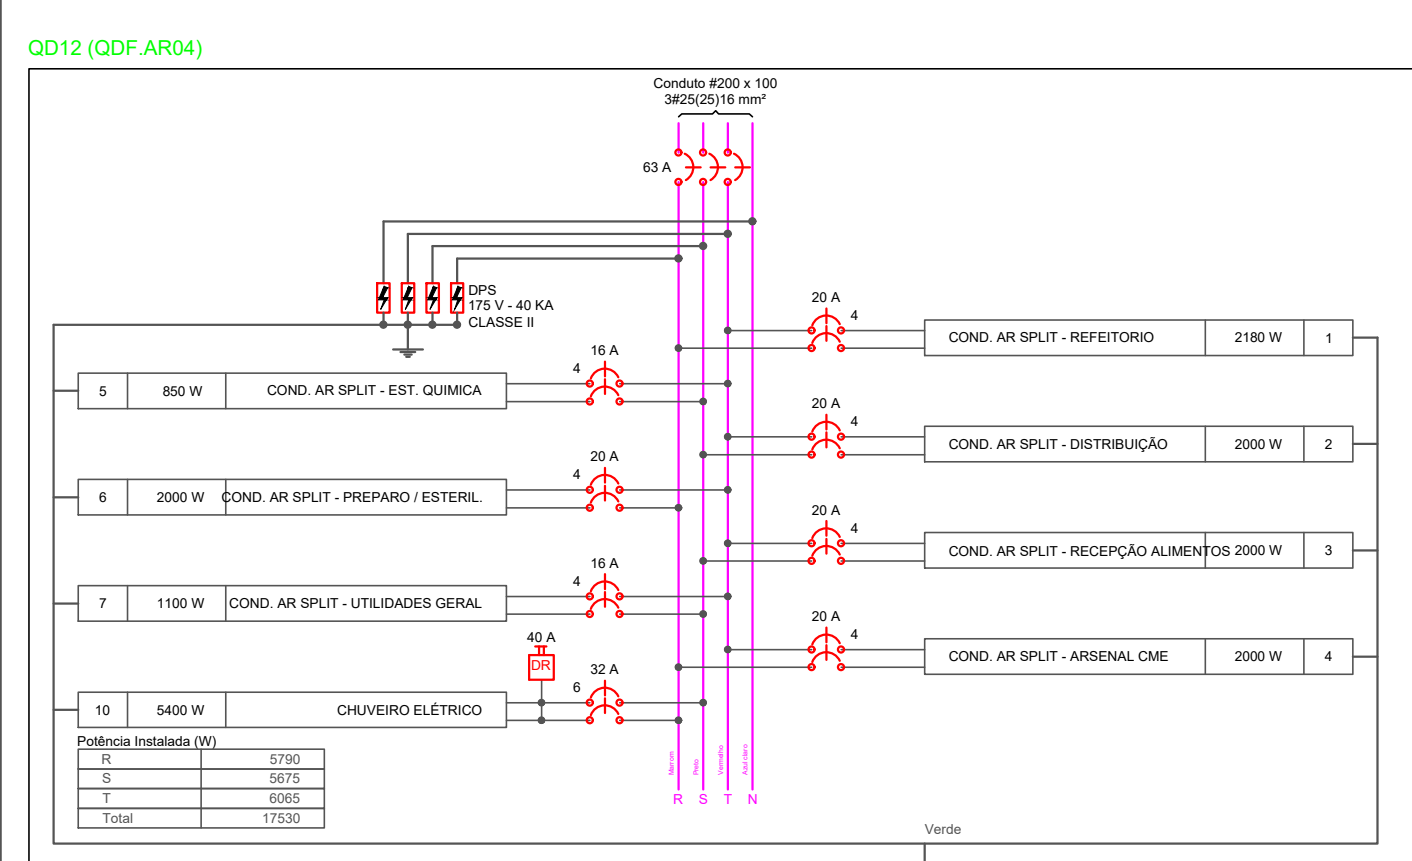 QD12 (QDF.AR04)
Conduto #200 x 100
3#25(25)16 mm²
63 A
DPS
175 V - 40 KA
CLASSE II
20 A
4
COND. AR SPLIT - REFEITORIO 2180 W 1
16 A
4
5 850 W COND. AR SPLIT - EST. QUIMICA
20 A
4
COND. AR SPLIT - DISTRIBUIÇÃO 2000 W 2
20 A
4
6 2000 W COND. AR SPLIT - PREPARO / ESTERIL.
20 A
4
COND. AR SPLIT - RECEPÇÃO ALIMENTOS 2000 W 3
16 A
4
7 1100 W COND. AR SPLIT - UTILIDADES GERAL
20 A
4
COND. AR SPLIT - ARSENAL CME 2000 W 4
40 A
DR
32 A
6
10 5400 W CHUVEIRO ELÉTRICO
Potência Instalada (W)
R 5790
S 5675
T 6065
Total 17530
Marrom
Preto
Vermelho
Azul claro
R S T N
Verde